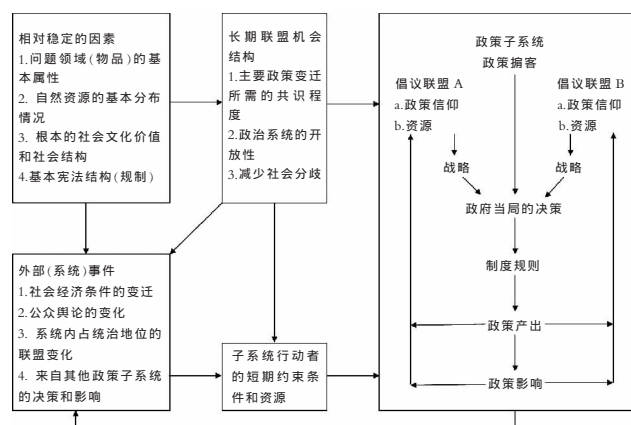 相对稳定的因素
1.问题领域(物品)的基
本属性
2. 自然资源的基本分布
情况
3. 根本的社会文化价值
和社会结构
4.基本宪法结构(规制)
长期联盟机会
结构
1.主要政策变迁
所需的共识程
度
2.政治系统的开
放性
3.减少社会分歧
政策子系统
政策掮客
倡议联盟 A
a.政策信仰
b.资源
倡议联盟 B
a.政策信仰
b.资源
战略
战略
政府当局的决策
制度规则
政策产出
政策影响
外部(系统)事件
1.社会经济条件的变迁
2.公众舆论的变化
3. 系统内占统治地位的
联盟变化
4. 来自其他政策子系统
的决策和影响
子系统行动者
的短期约束条
件和资源